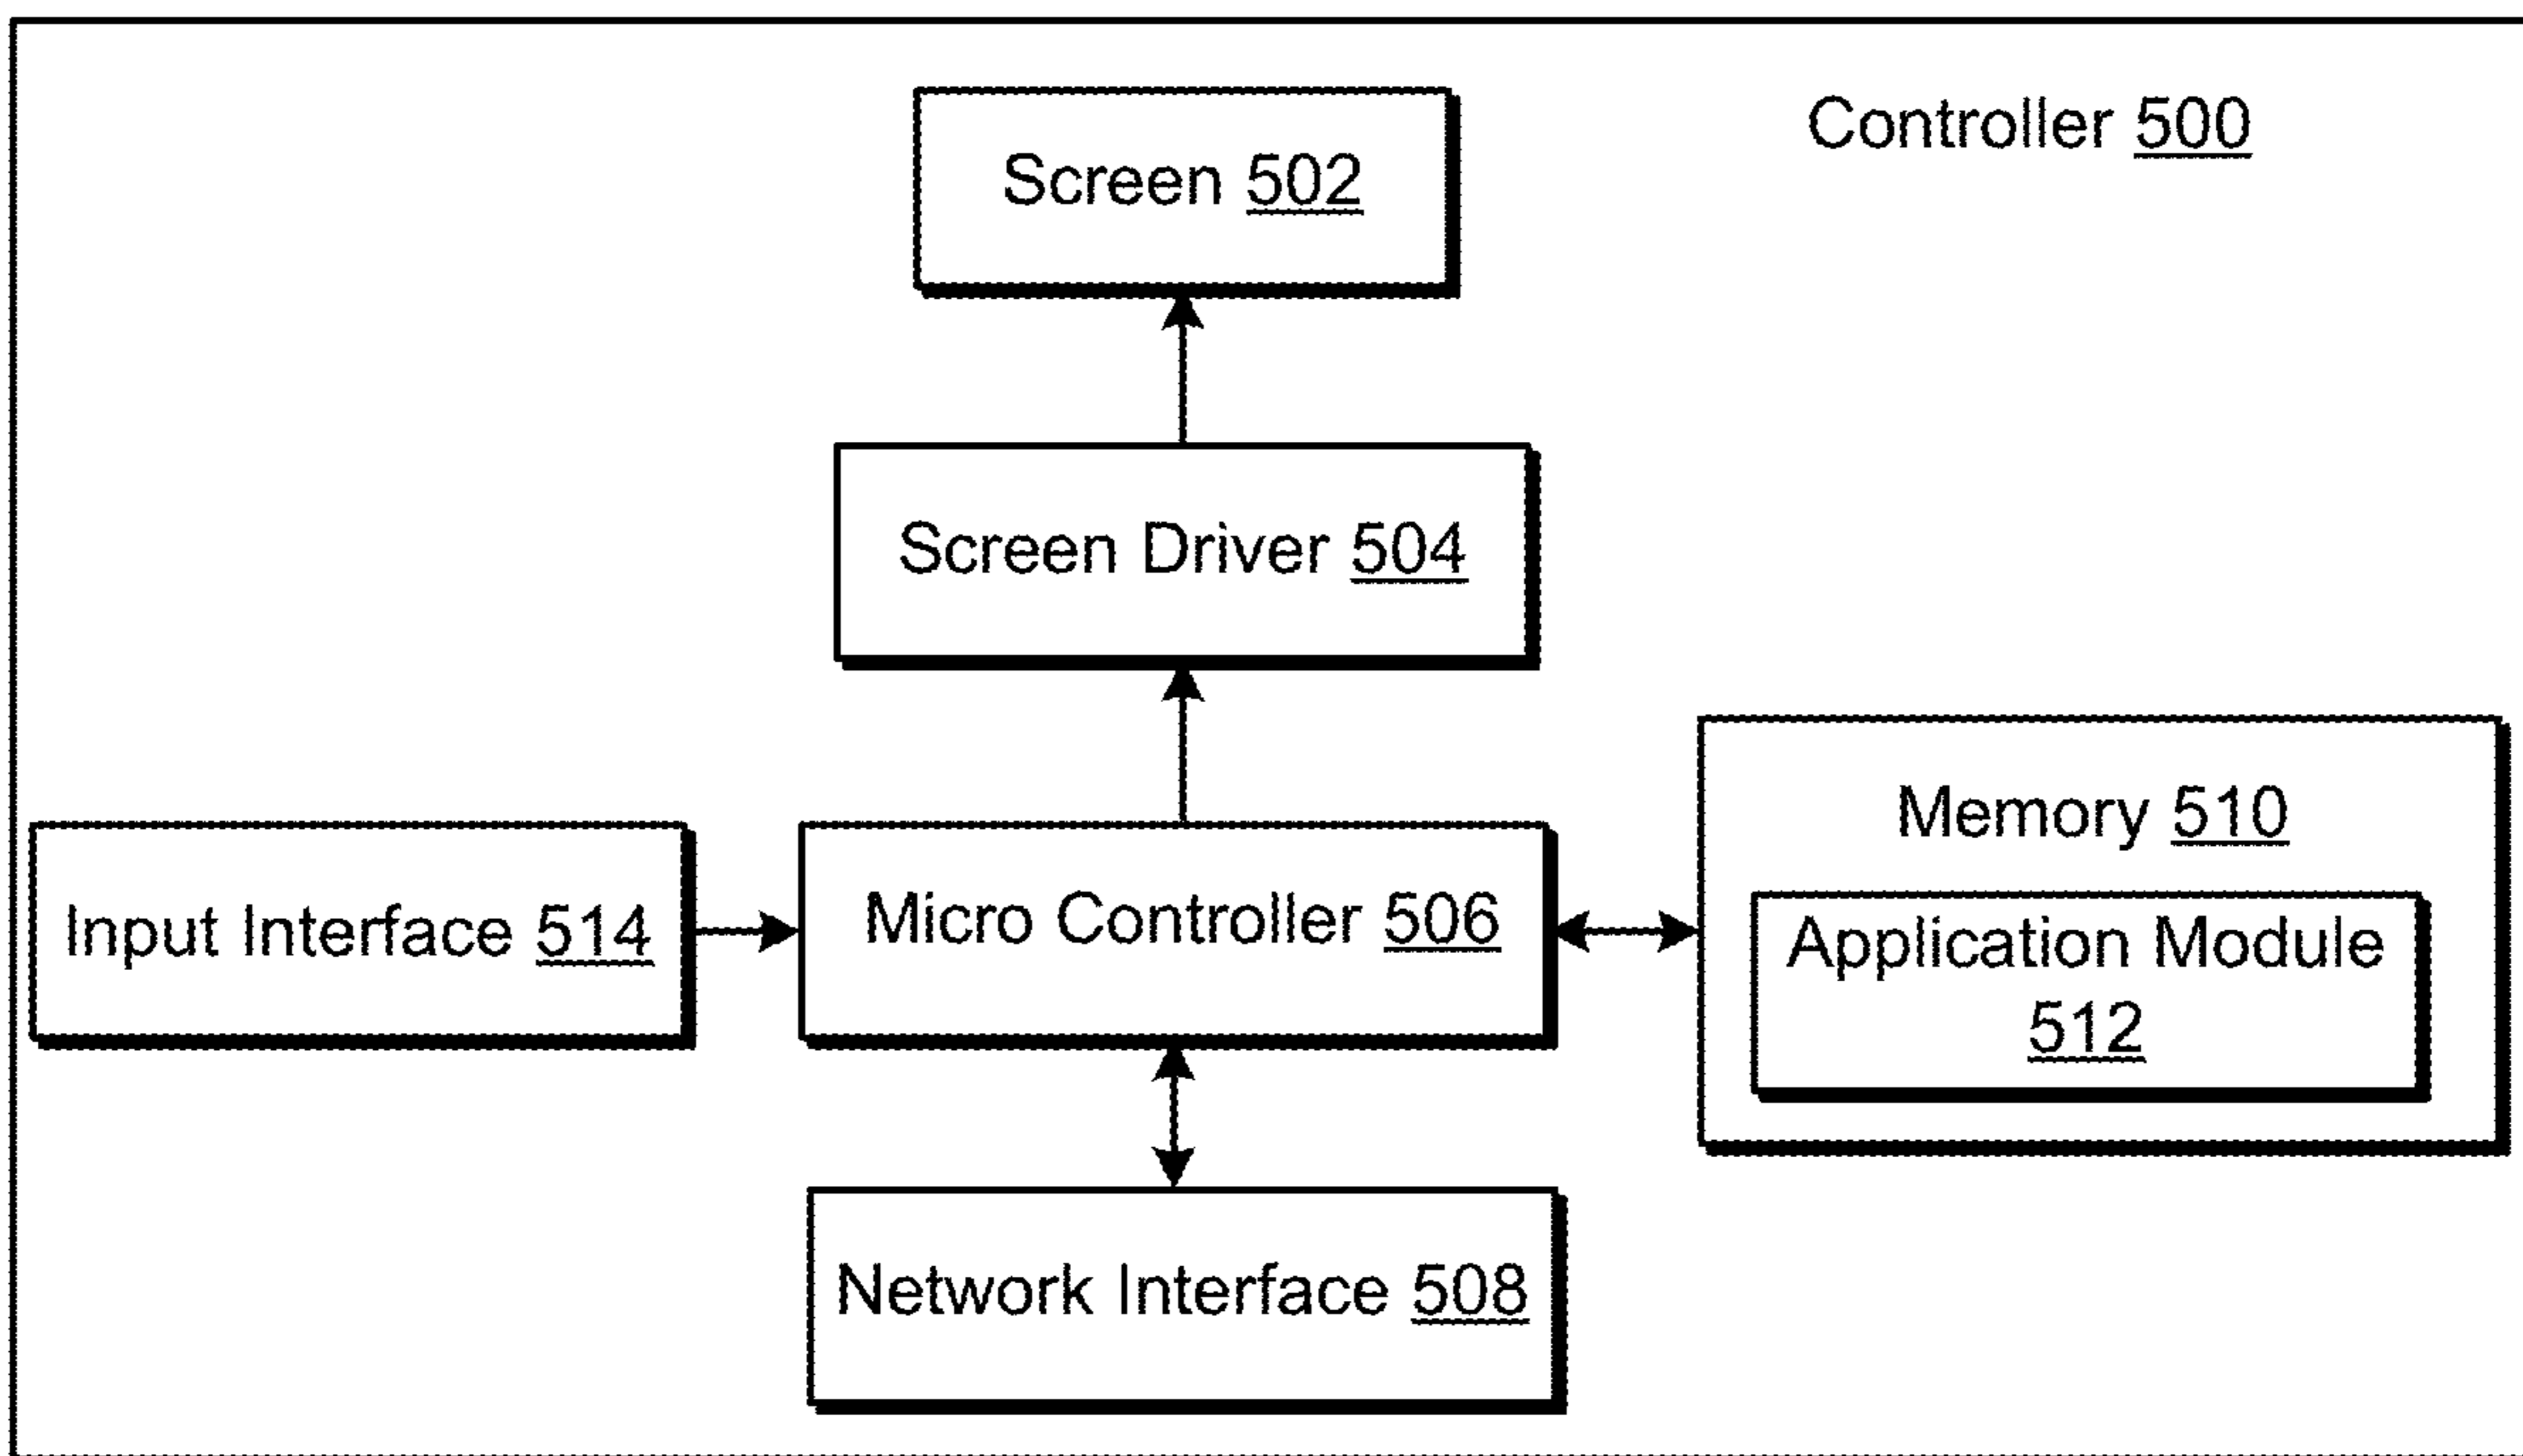 Controller 500
Screen 502
Screen Driver 504
Memory 510
Input Interface 514
Micro Controller 506
Application Module
512
Network Interface 508